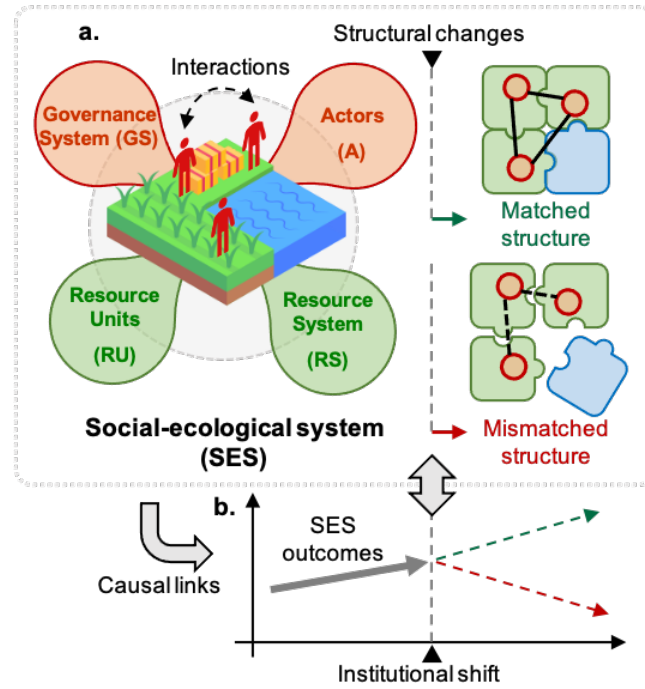 a.
Structural changes
Interactions
Governance
System (GS)
Actors
(A)
Matched
structure
Resource
Units
(RU)
Resource
System
(RS)
Social-ecological system
(SES)
Mismatched
structure
b.
SES
outcomes
Causal links
Institutional shift